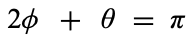 2ϕ + θ = π